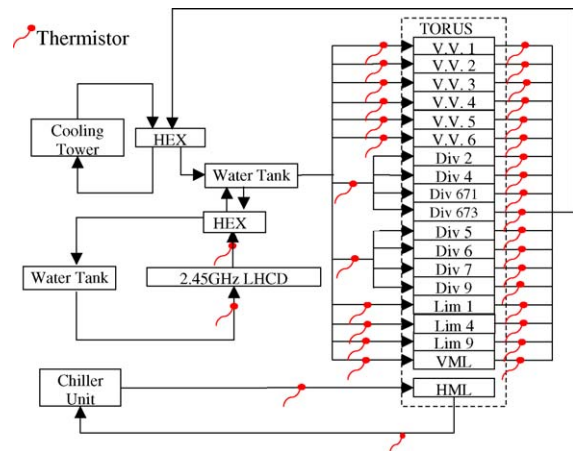 Thermistor
TORUS
V.V. 1
V.V. 2
V.V. 3
V.V. 4
V.V. 5
V.V. 6
Div 2
Div 4
Div 671
Div 673
Div 5
Div 6
Div 7
Div 9
Lim 1
Lim 4
Lim 9
VML
HML
Cooling
Tower
HEX
Water Tank
HEX
Water Tank
2.45GHz LHCD
Chiller
Unit